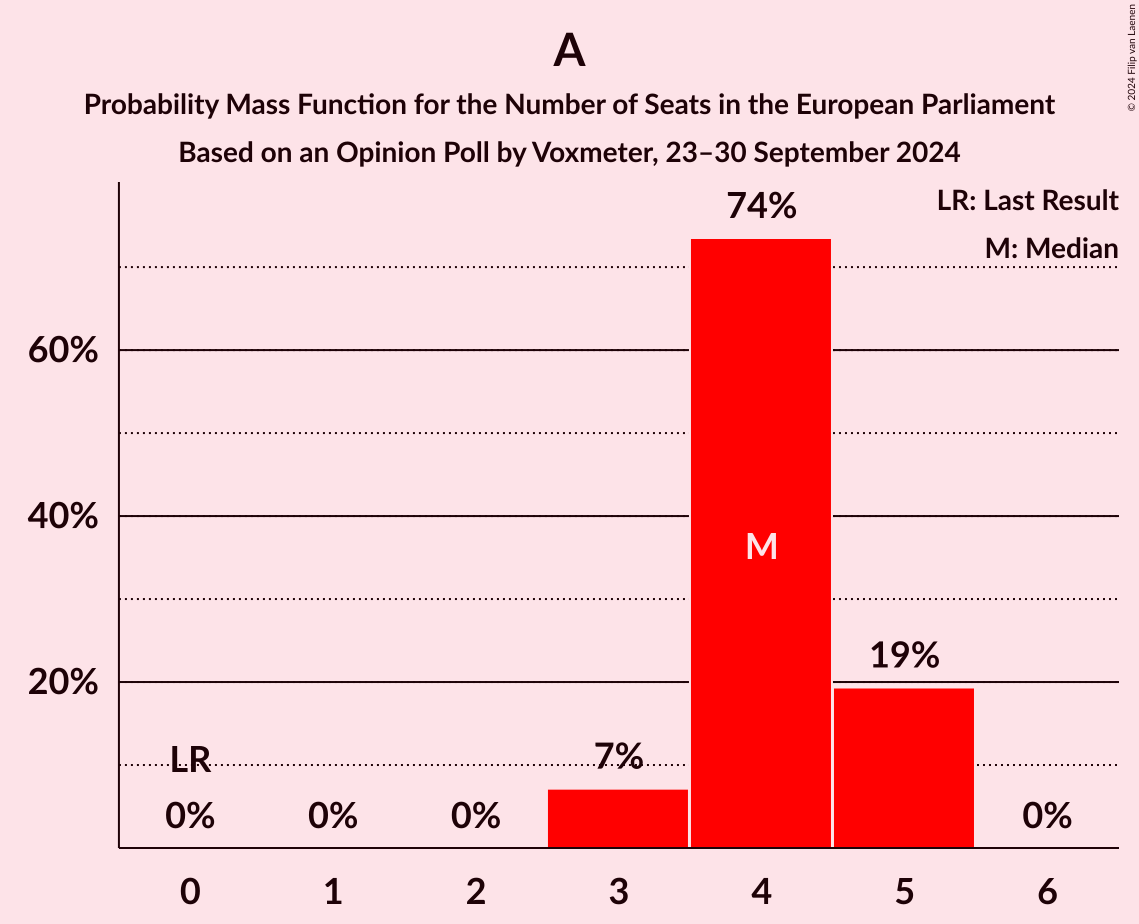 A
Probability Mass Function for the Number of Seats in the European Parliament
Based on an Opinion Poll by Voxmeter, 23–30 September 2024
© 2024 Filip van Laenen
LR: Last Result
M: Median
74%
60%
40%
M
20%
19%
LR
7%
0%
0%
0%
0%
0
1
2
3
4
5
6